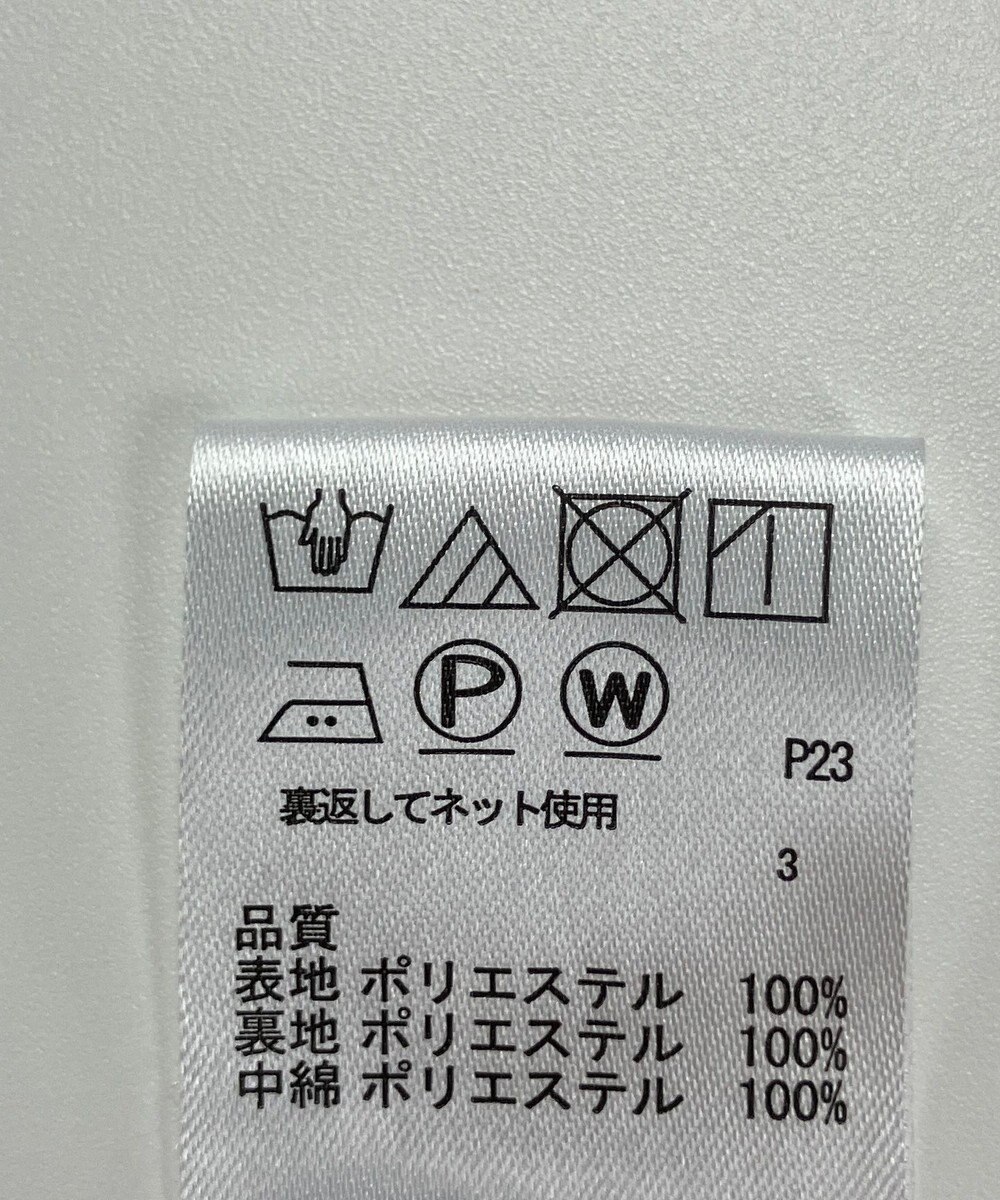 P
W
P23
裏返してネット使用
3
品質
表地 ポリエステル 100%
裏地 ポリエステル 100%
中綿 ポリエステル 100%